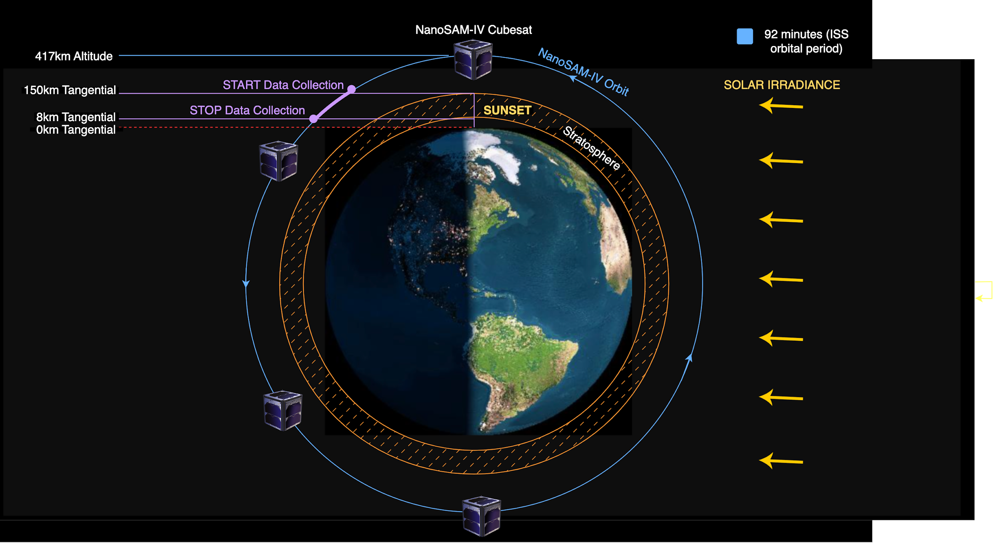 NanoSAM-IV Cubesat
92 minutes (ISS
orbital period)
417km Altitude
NanoSAM-IV Orbit
150km Tangential
START Data Collection
SOLAR IRRADIANCE
STOP Data Collection
SUNSET
8km Tangential
0km Tangential
Stratosphere